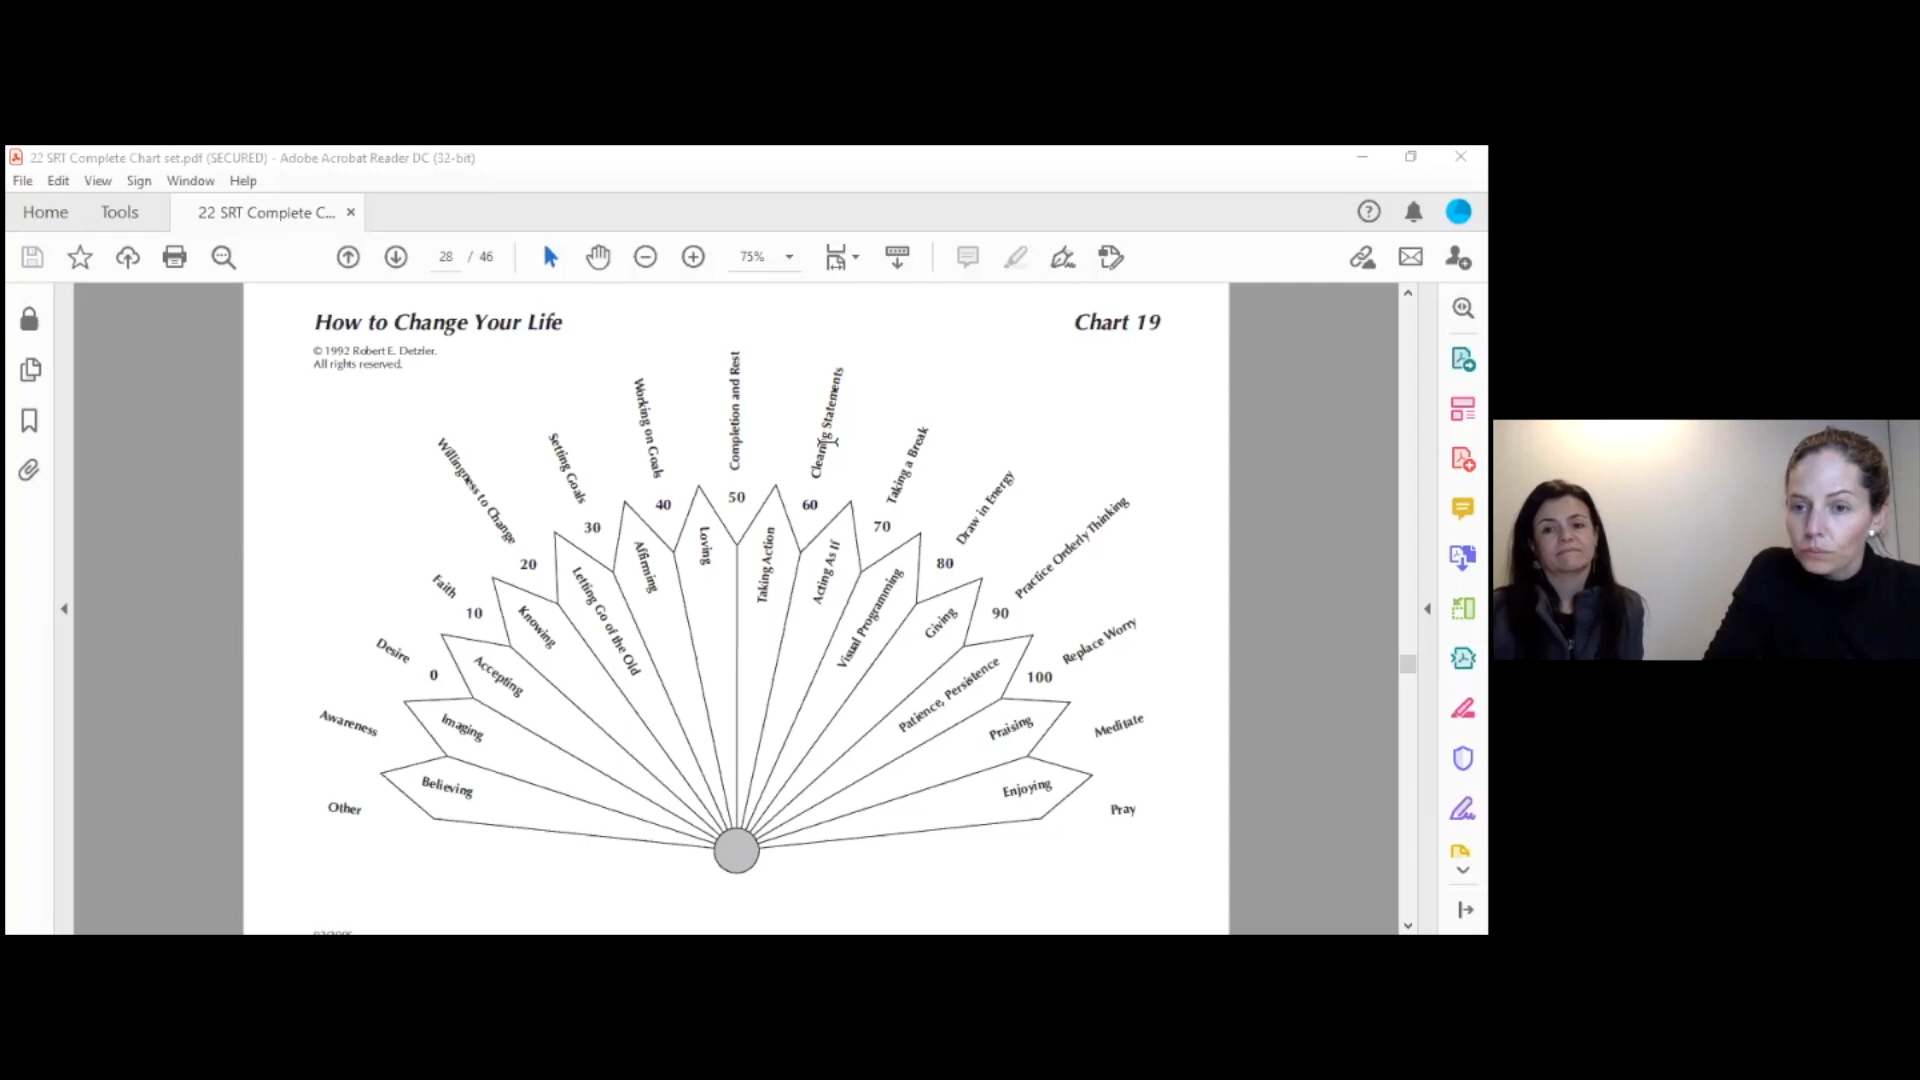 22 SRT Complete Chart set.pdf (SECURED) - Adobe Acrobat Reader DC (32-bit)
File Edit View Sign Window Help
Home Tools 22 SRT Complete C... ×
28 / 46 75%
How to Change Your Life
Chart 19
© 1992 Robert E. Detzler.
All rights reserved.
Other
Awareness
Desire
Faith
Willingness to Change
Setting Goals
Working on Goals
Completion and Rest
Cleaning Statements
Taking a Break
Draw in Energy
Practice Orderly Thinking
Replace Worry
Meditate
Pray
0
10
20
30
40
50
60
70
80
90
100
Believing
Imaging
Accepting
Knowing
Letting Go of the Old
Affirming
Loving
Taking Action
Acting As If
Visual Programming
Giving
Patience, Persistence
Praising
Enjoying